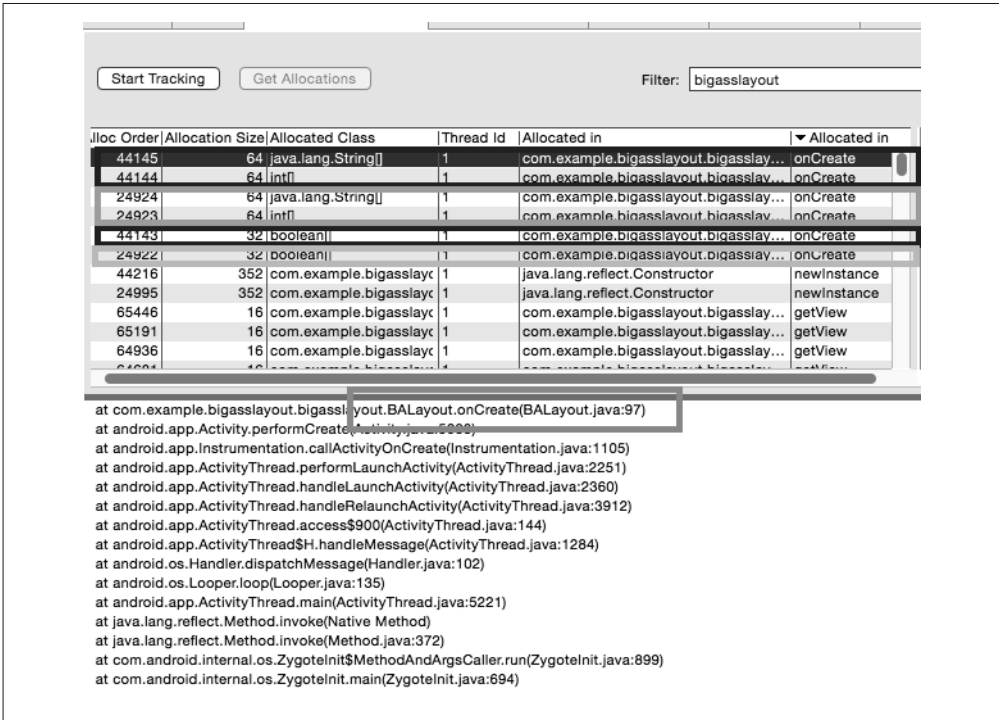 Start Tracking Get Allocations Filter: bigasslayout
lloc Order Allocation Size Allocated Class Thread Id Allocated in Allocated in
44145 64 java.lang.String[] 1 com.example.bigasslayout.bigasslay... onCreate
44144 64 int[] 1 com.example.bigasslayout.bigasslay... onCreate
24924 64 java.lang.String[] 1 com.example.bigasslayout.bigasslay... onCreate
24923 64 int[] 1 com.example.bigasslayout.bigasslay... onCreate
44143 32 boolean[] 1 com.example.bigasslayout.bigasslay... onCreate
24922 32 boolean[] 1 com.example.bigasslayout.bigasslay... onCreate
44216 352 com.example.bigasslayc 1 java.lang.reflect.Constructor newInstance
24995 352 com.example.bigasslayc 1 java.lang.reflect.Constructor newInstance
65446 16 com.example.bigasslayc 1 com.example.bigasslayout.bigasslay... getView
65191 16 com.example.bigasslayc 1 com.example.bigasslayout.bigasslay... getView
64936 16 com.example.bigasslayc 1 com.example.bigasslayout.bigasslay... getView
at com.example.bigasslayout.bigasslayout.BALayout.onCreate(BALayout.java:97)
at android.app.Activity.performCreate
at android.app.Instrumentation.callActivityOnCreate(Instrumentation.java:1105)
at android.app.ActivityThread.performLaunchActivity(ActivityThread.java:2251)
at android.app.ActivityThread.handleLaunchActivity(ActivityThread.java:2360)
at android.app.ActivityThread.handleRelaunchActivity(ActivityThread.java:3912)
at android.app.ActivityThread.access$900(ActivityThread.java:144)
at android.app.ActivityThread$H.handleMessage(ActivityThread.java:1284)
at android.os.Handler.dispatchMessage(Handler.java:102)
at android.os.Looper.loop(Looper.java:135)
at android.app.ActivityThread.main(ActivityThread.java:5221)
at java.lang.reflect.Method.invoke(Native Method)
at java.lang.reflect.Method.invoke(Method.java:372)
at com.android.internal.os.ZygoteInit$MethodAndArgsCaller.run(ZygoteInit.java:899)
at com.android.internal.os.ZygoteInit.main(ZygoteInit.java:694)